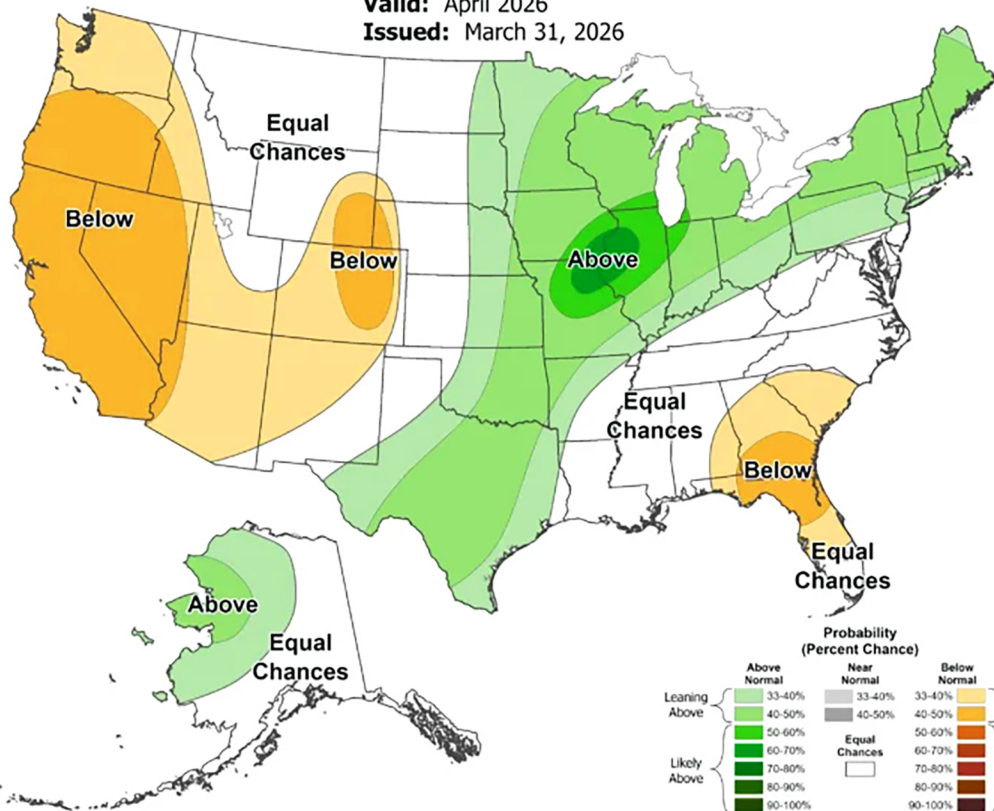 Valid: April 2026
Issued: March 31, 2026
Equal
Chances
Below
Below
Above
Equal
Chances
Below
Equal
Chances
Above
Equal
Chances
Probability
(Percent Chance)
Above
Normal
Near
Normal
Below
Normal
Leaning
Above
33-40%
33-40%
33-40%
40-50%
40-50%
40-50%
Likely
Above
50-60%
50-60%
60-70%
60-70%
70-80%
70-80%
80-90%
80-90%
90-100%
90-100%
Equal
Chances